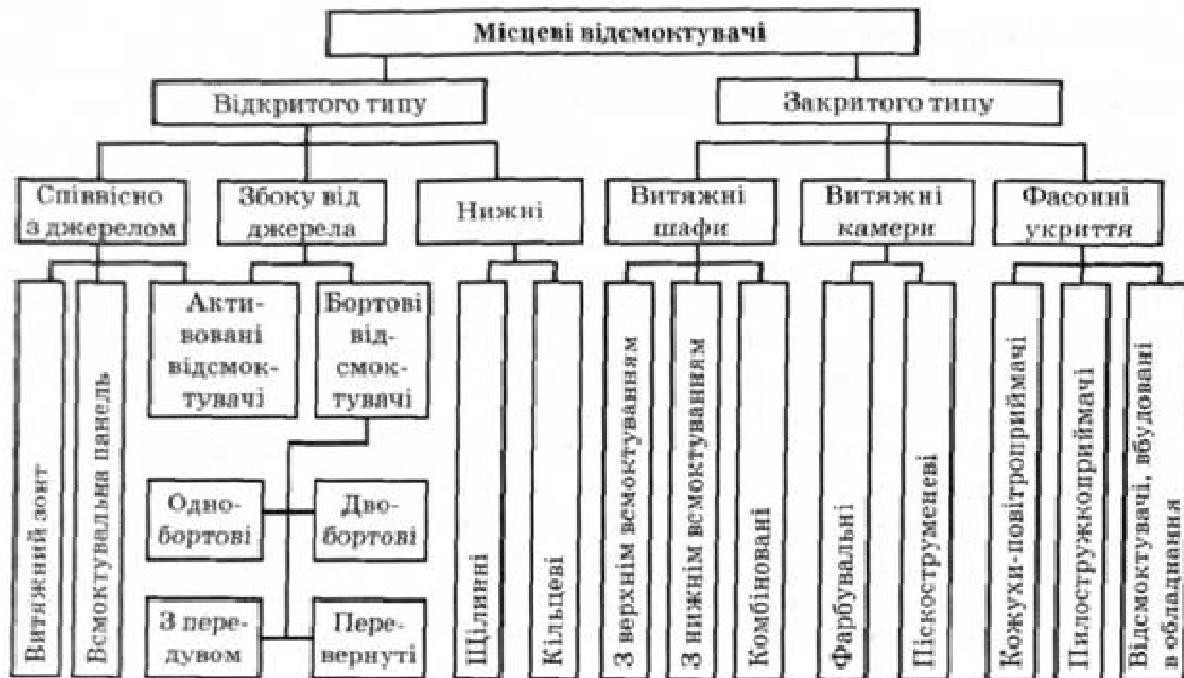 Місцеві відсмоктувачі
Відкритого типу
Закритого типу
Співвісно
з джерелом
Збоку від
джерела
Нижні
Витяжні
шафи
Витяжні
камери
Фасонні
укриття
Витяжний зонт
Всмоктувальна панель
Акти-
вовані
відсмок-
тувачі
Бортові
від-
смок-
тувачі
Одно-
бортові
Дво-
бортові
З пере-
дувом
Пере-
вернуті
Щілинні
Кільцеві
З верхнім всмоктуванням
З нижнім всмоктуванням
Комбіновані
Фарбувальні
Піскоструменеві
Кожухи-повітроприймачі
Пилостружкоприймачі
Відсмоктувачі, вбудовані
в обладнання